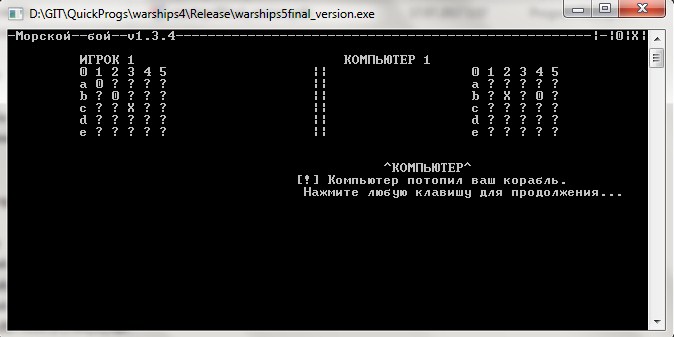 D:\GIT\QuickProgs\warships4\Release\warships5final_version.exe
-Морской--бой--v1.3.4-----------------------------------------------------------|-|O|X|
ИГРОК 1 КОМПЬЮТЕР 1
0 1 2 3 4 5 || 0 1 2 3 4 5
a 0 ? ? ? ? || a ? ? ? ? ?
b ? 0 ? ? ? || b ? X ? 0 ?
c ? ? X ? ? || c ? ? ? ? ?
d ? ? ? ? ? || d ? ? ? ? ?
e ? ? ? ? ? || e ? ? ? ? ?
^КОМПЬЮТЕР^
[!] Компьютер потопил ваш корабль.
Нажмите любую клавишу для продолжения...